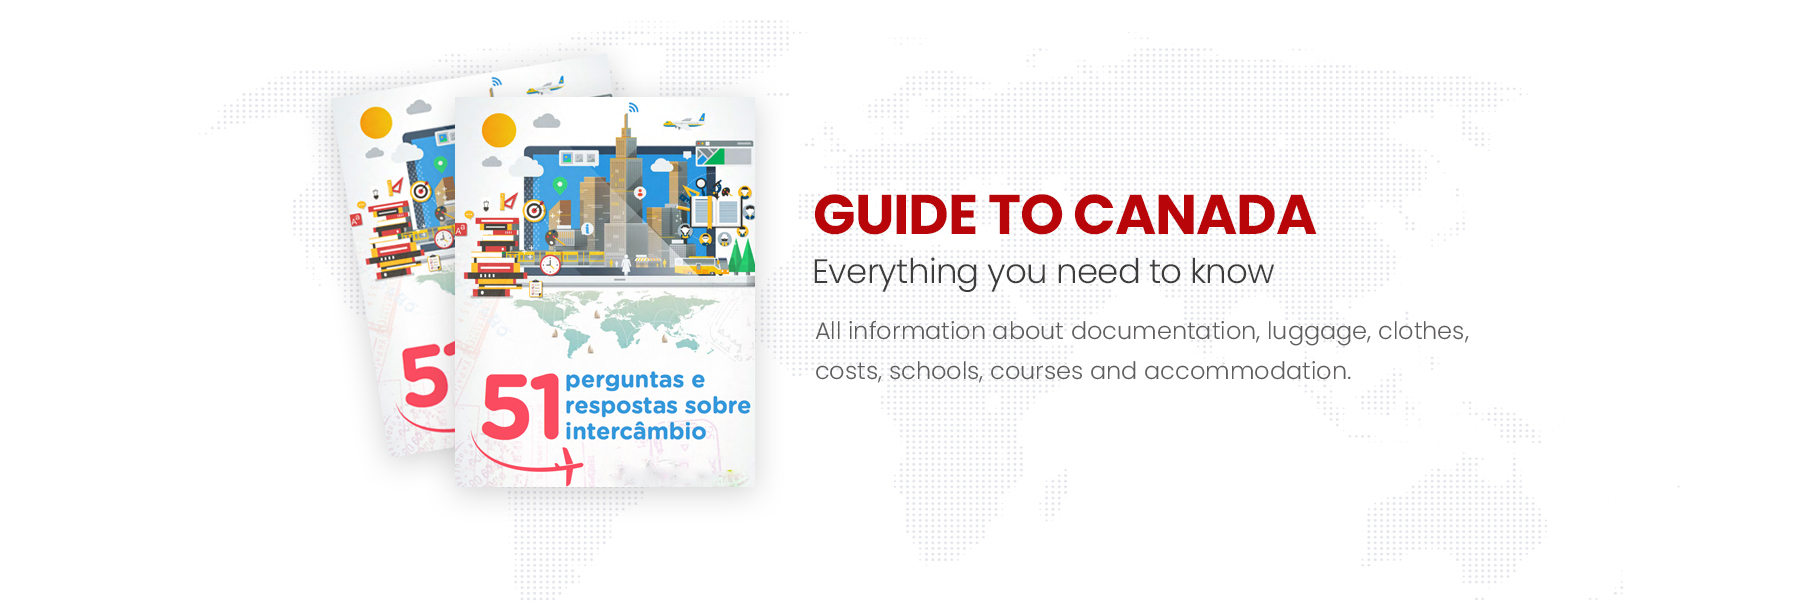 51
perguntas e
respostas sobre
intercâmbio
5
GUIDE TO CANADA
Everything you need to know
All information about documentation, luggage, clothes,
costs, schools, courses and accommodation.